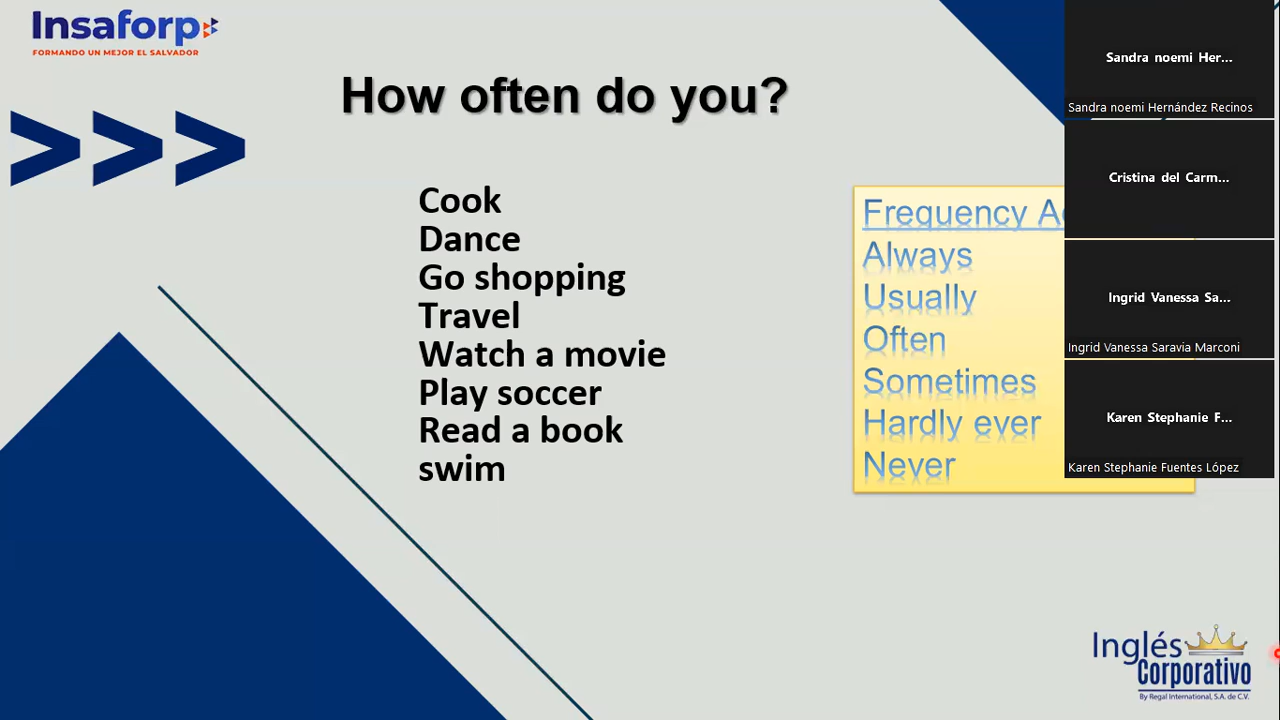 Insaforp
FORMANDO UN MEJOR EL SALVADOR
How often do you?
Cook
Dance
Go shopping
Travel
Watch a movie
Play soccer
Read a book
swim
Frequency
Always
Usually
Often
Sometimes
Hardly ever
Never
Sandra noemi Her...
Sandra noemi Hernández Recinos
Cristina del Carm...
Ingrid Vanessa Sa...
Ingrid Vanessa Saravia Marconi
Karen Stephanie F...
Karen Stephanie Fuentes López
Inglés
Corporativo
By Regal International, S.A. de C.V.